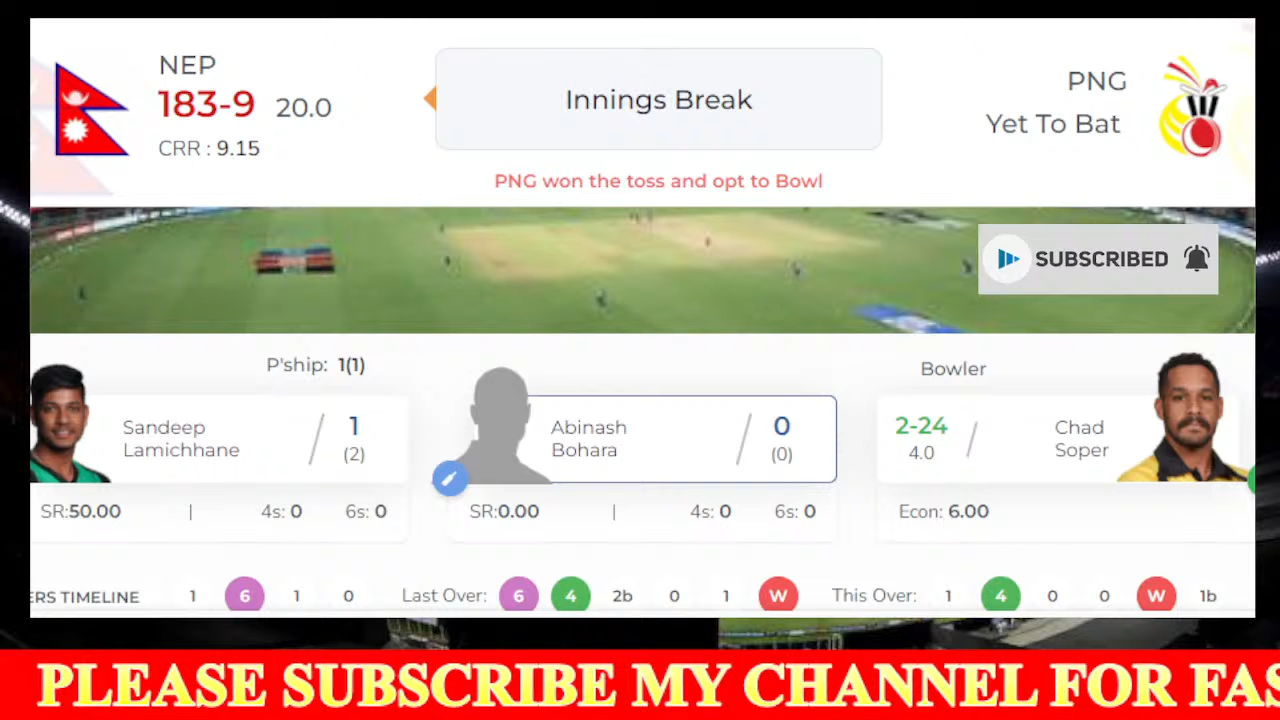 NEP
183-9 20.0
CRR : 9.15
Innings Break
PNG won the toss and opt to Bowl
PNG
Yet To Bat
SUBSCRIBED
P'ship: 1(1)
Sandeep
Lamichhane
1
(2)
SR:50.00 | 4s: 0 6s: 0
Abinash
Bohara
0
(0)
SR:0.00 | 4s: 0 6s: 0
Bowler
2-24
4.0
Chad
Soper
Econ: 6.00
ERS TIMELINE 1 6 1 0 Last Over: 6 4 2b 0 1 W This Over: 1 4 0 0 W 1b
PLEASE SUBSCRIBE MY CHANNEL FOR FAS